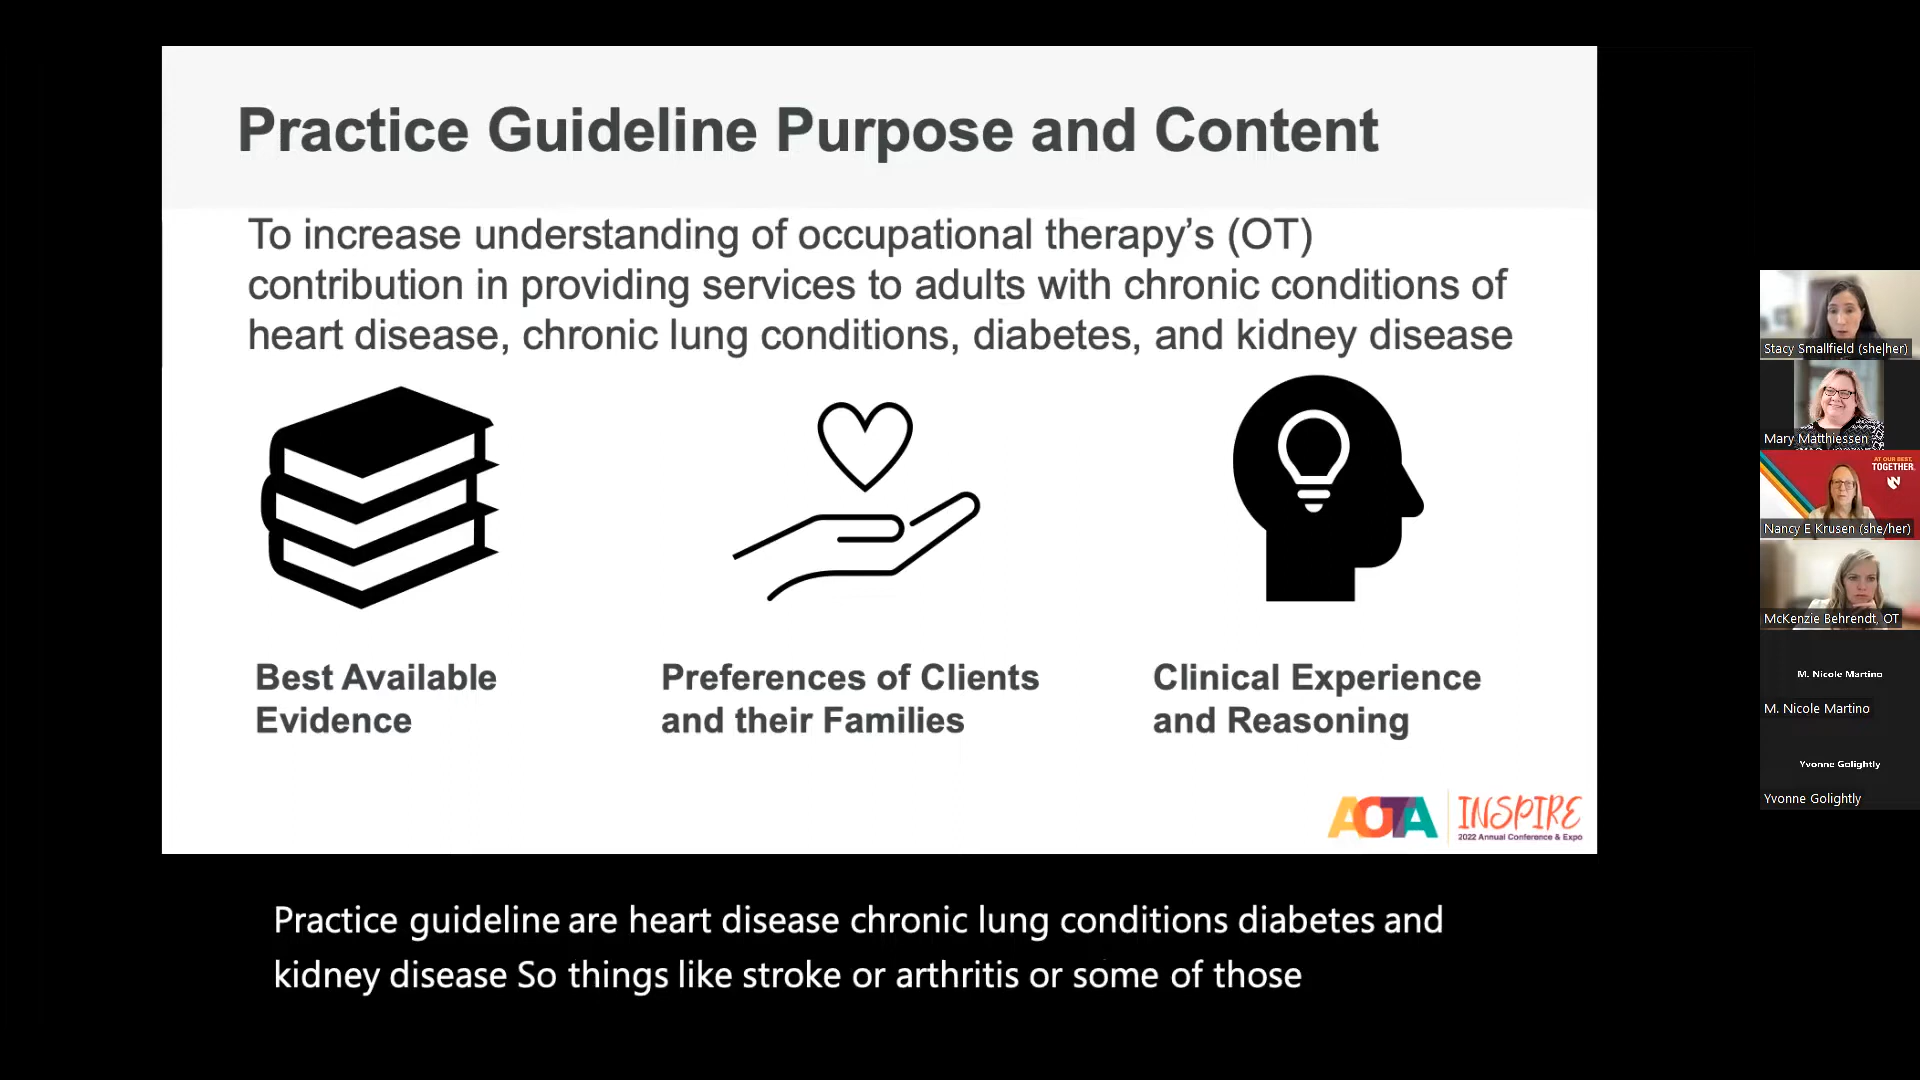 Practice Guideline Purpose and Content
To increase understanding of occupational therapy’s (OT)
contribution in providing services to adults with chronic conditions of
heart disease, chronic lung conditions, diabetes, and kidney disease
Best Available
Evidence
Preferences of Clients
and their Families
Clinical Experience
and Reasoning
AOTA
INSPIRE
2022 Annual Conference & Expo
Practice guideline are heart disease chronic lung conditions diabetes and
kidney disease So things like stroke or arthritis or some of those
Stacy Smallfield (she|her)
Mary Matthiessen
AT OUR BEST,
TOGETHER.
N
Nancy E Krusen (she/her)
McKenzie Behrendt, OT
M. Nicole Martino
M. Nicole Martino
Yvonne Golightly
Yvonne Golightly